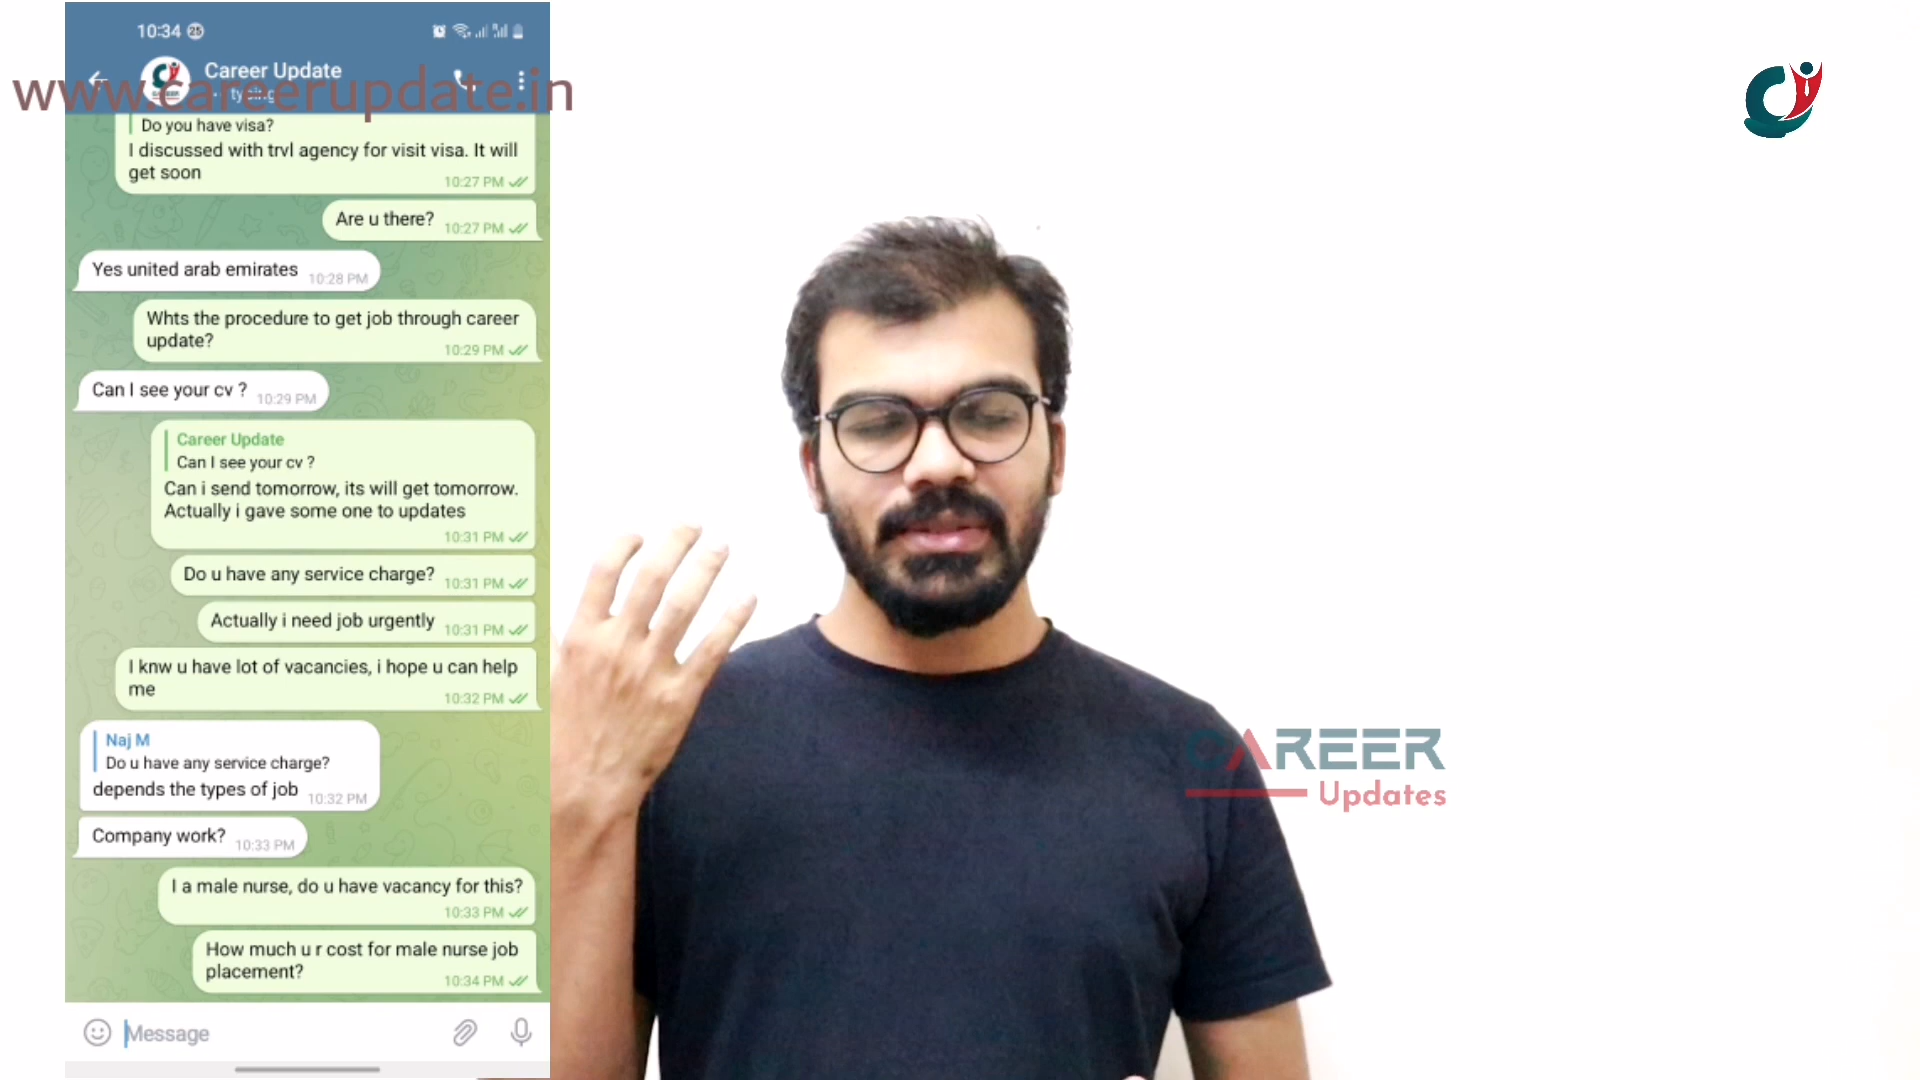 10:34
25
Career Update
www.careerupdate.in
Do you have visa?
I discussed with trvl agency for visit visa. It will
get soon
10:27 PM
Are u there?
10:27 PM
Yes united arab emirates
10:28 PM
Whts the procedure to get job through career
update?
10:29 PM
Can I see your cv ?
10:29 PM
Career Update
Can I see your cv ?
Can i send tomorrow, its will get tomorrow.
Actually i gave some one to updates
10:31 PM
Do u have any service charge?
10:31 PM
Actually i need job urgently
10:31 PM
I knw u have lot of vacancies, i hope u can help
me
10:32 PM
Naj M
Do u have any service charge?
depends the types of job
10:32 PM
Company work?
10:33 PM
I a male nurse, do u have vacancy for this?
10:33 PM
How much u r cost for male nurse job
placement?
10:34 PM
Message
CAREER
Updates